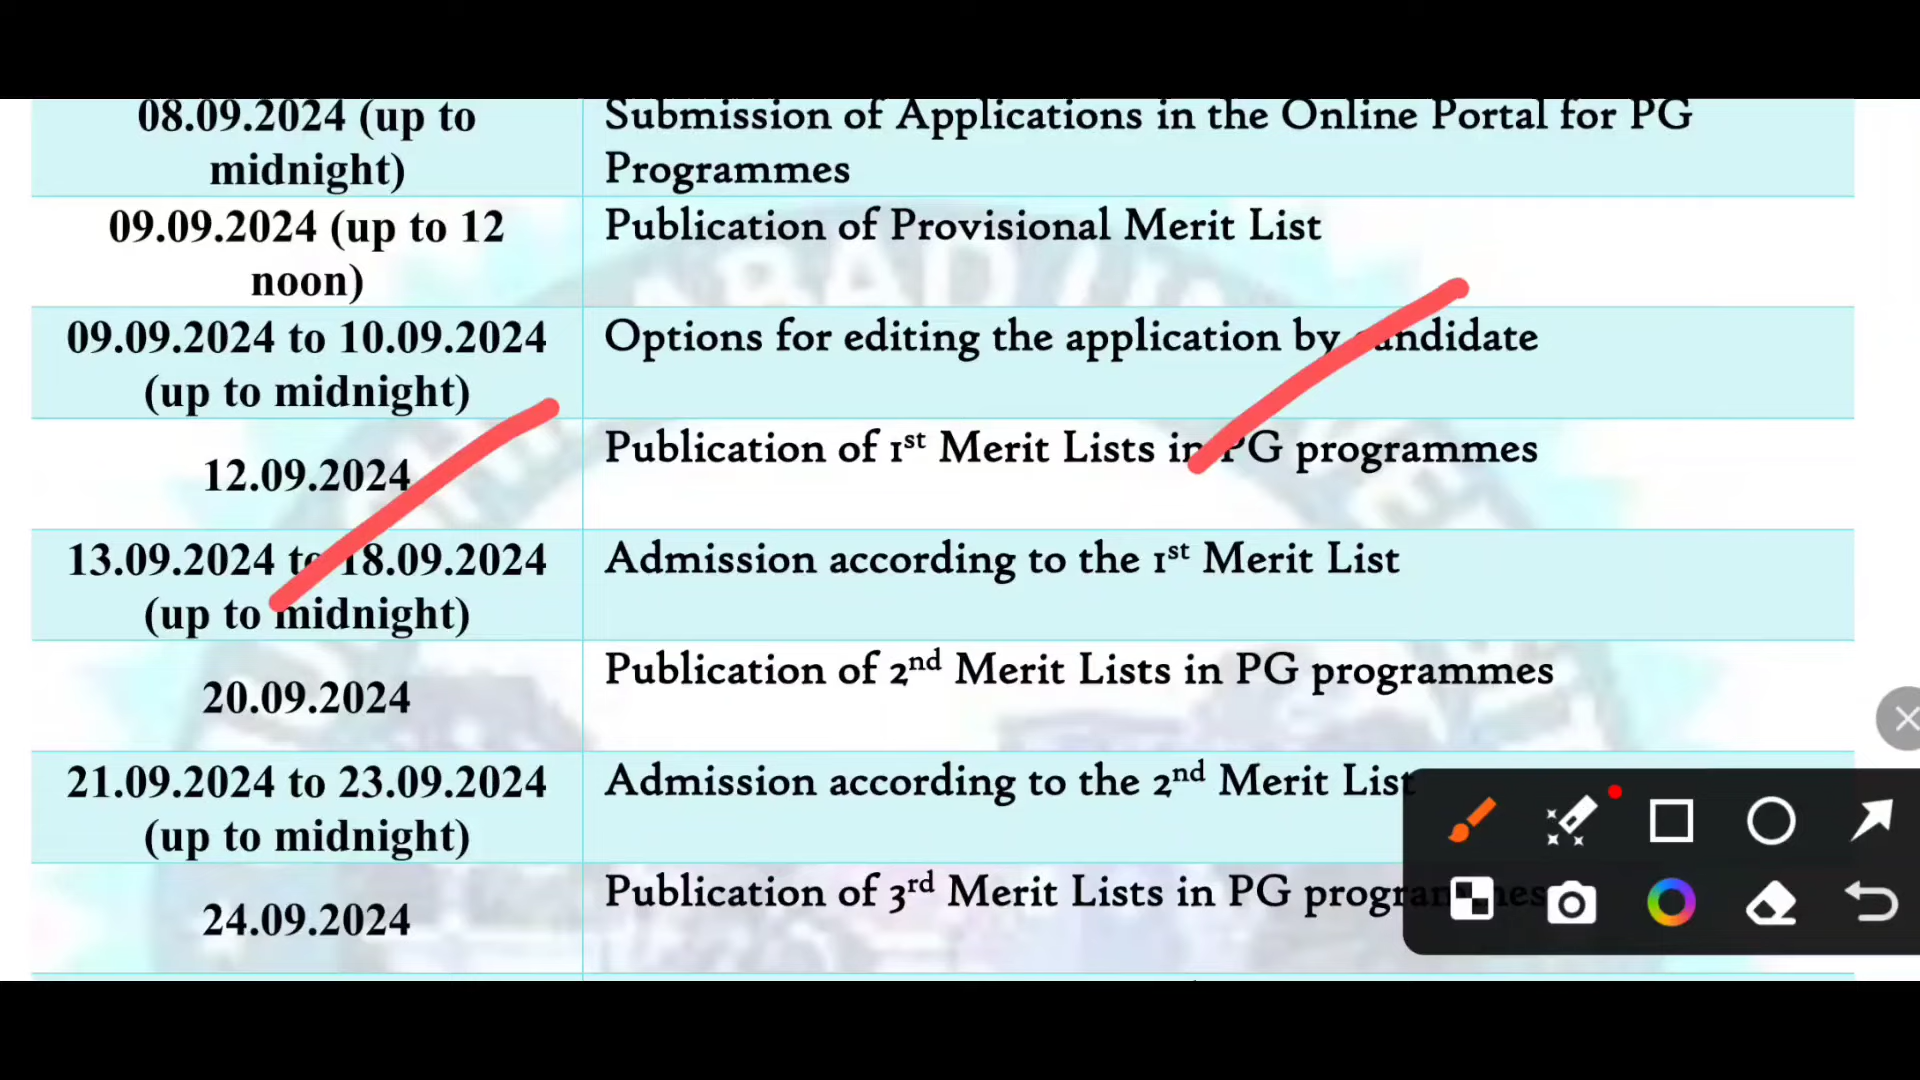 08.09.2024 (up to
midnight)
Submission of Applications in the Online Portal for PG
Programmes
09.09.2024 (up to 12
noon)
Publication of Provisional Merit List
09.09.2024 to 10.09.2024
(up to midnight)
Options for editing the application by candidate
12.09.2024
Publication of 1st Merit Lists in PG programmes
13.09.2024 to 18.09.2024
(up to midnight)
Admission according to the 1st Merit List
20.09.2024
Publication of 2nd Merit Lists in PG programmes
21.09.2024 to 23.09.2024
(up to midnight)
Admission according to the 2nd Merit List
24.09.2024
Publication of 3rd Merit Lists in PG programmes